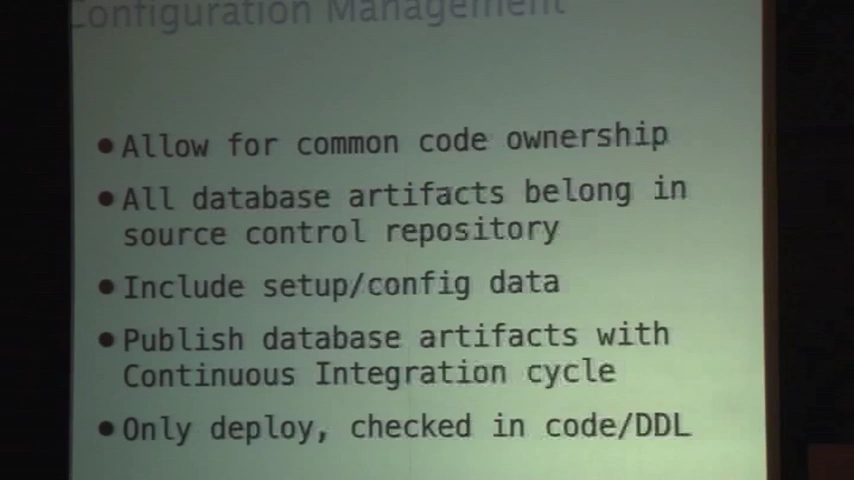 Configuration Management
• Allow for common code ownership
• All database artifacts belong in
source control repository
• Include setup/config data
• Publish database artifacts with
Continuous Integration cycle
• Only deploy, checked in code/DDL